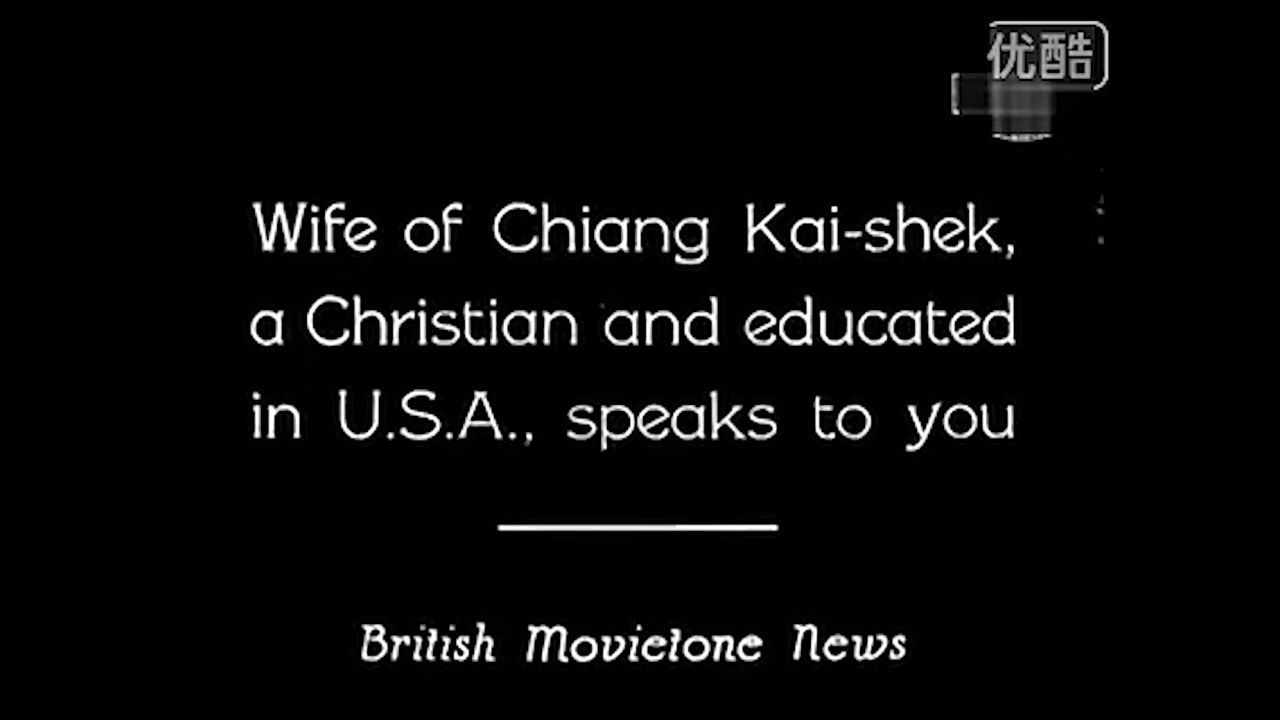 优酷
Wife of Chiang Kai-shek,
a Christian and educated
in U.S.A., speaks to you
British Movietone News